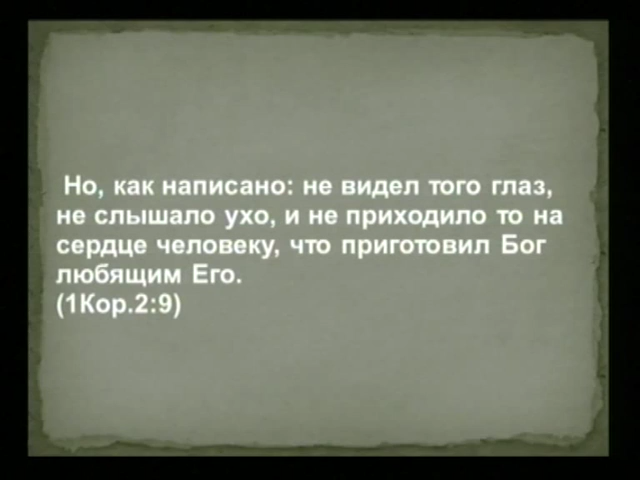 Но, как написано: не видел того глаз,
не слышало ухо, и не приходило то на
сердце человеку, что приготовил Бог
любящим Его.
(1Кор.2:9)